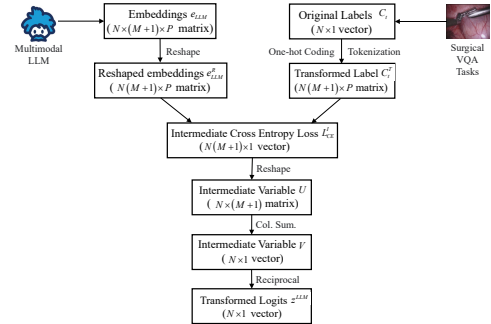 Embeddings e_LLM
(N×(M+1)×P
matrix)
Original Labels C_i
(N×1 vector)
Multimodal
LLM
Surgical
VQA
Tasks
Reshape
One-hot Coding
Tokenization
Reshaped embeddings e^R_LLM
( N(M+1)×P matrix)
Transformed Label C^T_i
(N(M+1)×P matrix)
Intermediate Cross Entropy Loss L^I_CE
(N(M+1)×1
vector)
Reshape
Intermediate Variable U
( N×(M+1) matrix)
Col. Sum.
Intermediate Variable V
( N×1 vector)
Reciprocal
Transformed Logits z^LLM
(N×1 vector)